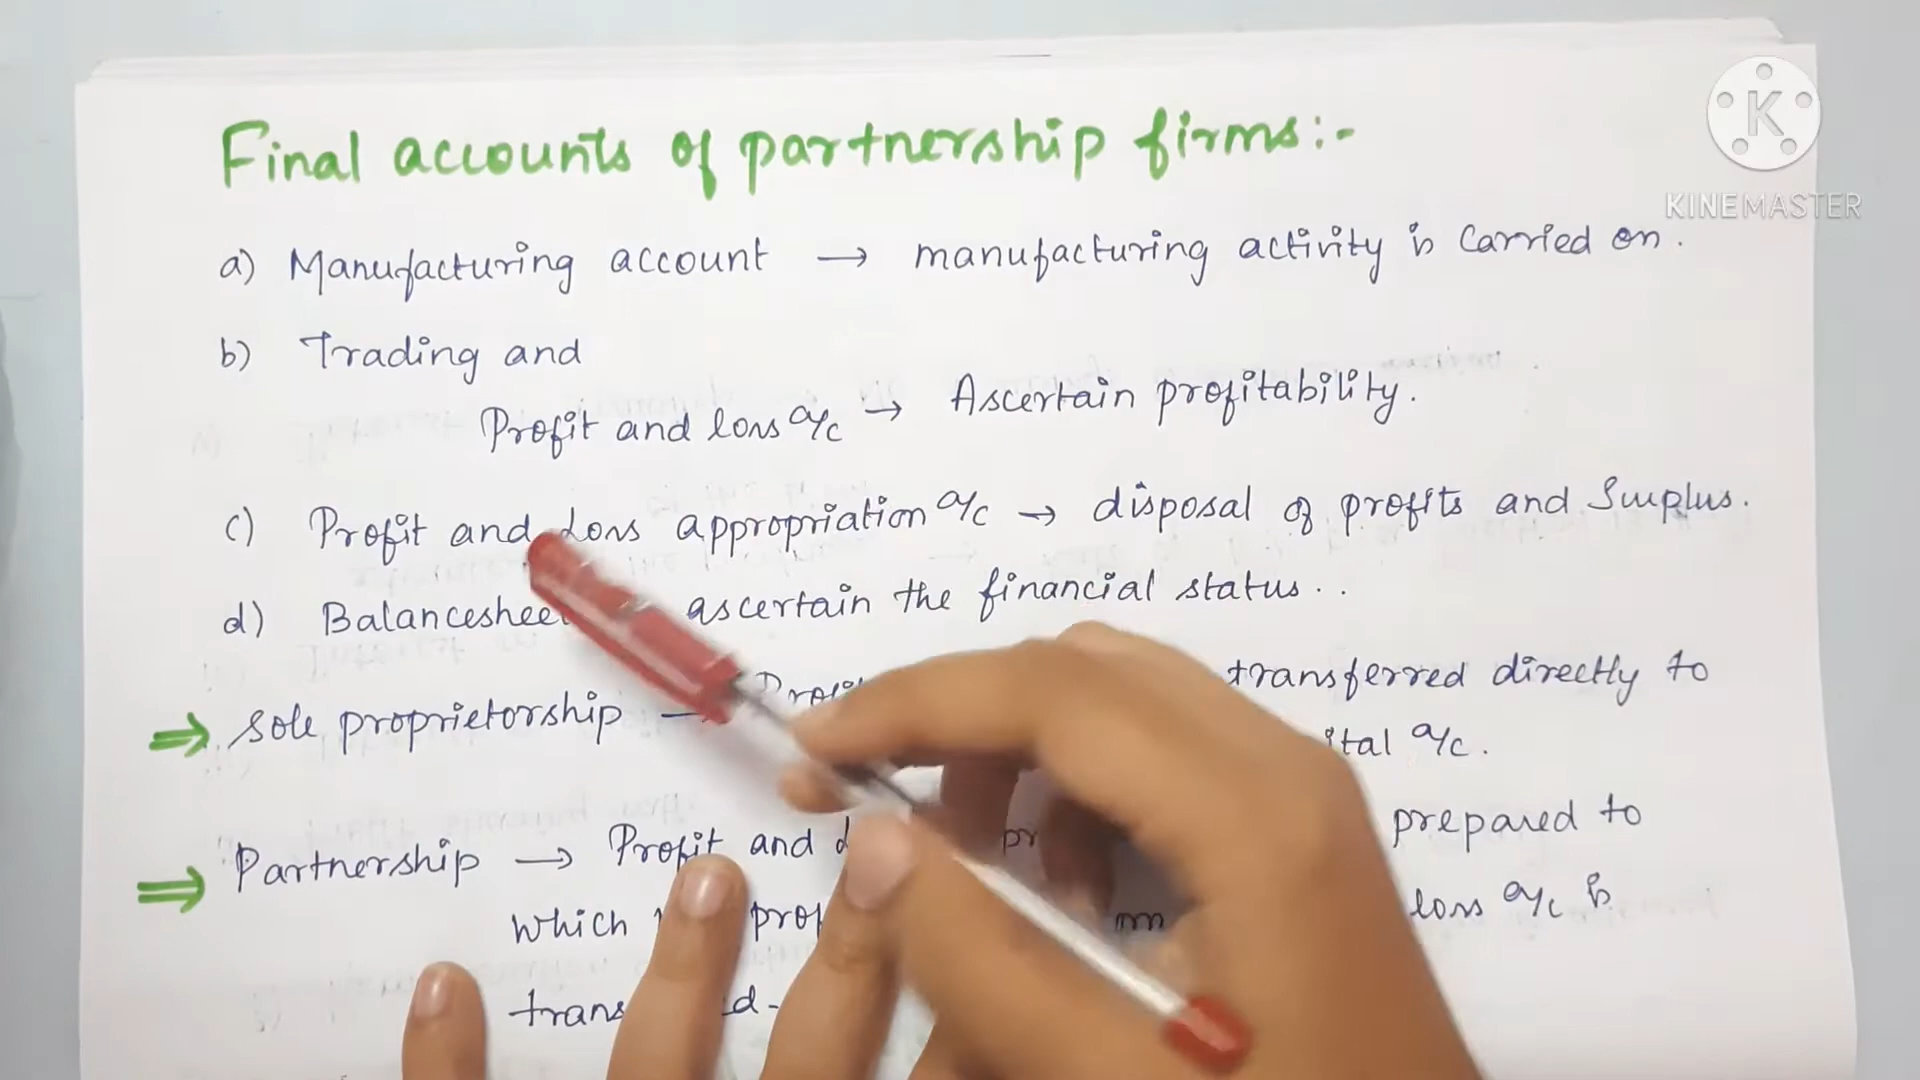 Final accounts of partnership firms:-
KINEMASTER
a) Manufacturing account → manufacturing activity is carried on.
b) Trading and
Profit and loss a/c → Ascertain profitability.
c) Profit and Loss appropriation a/c → disposal of profits and Surplus.
d) Balancesheet ascertain the financial status..
⇒ Sole proprietorship → transferred directly to
a/c.
⇒ Partnership → Profit and prepared to
which loss a/c is